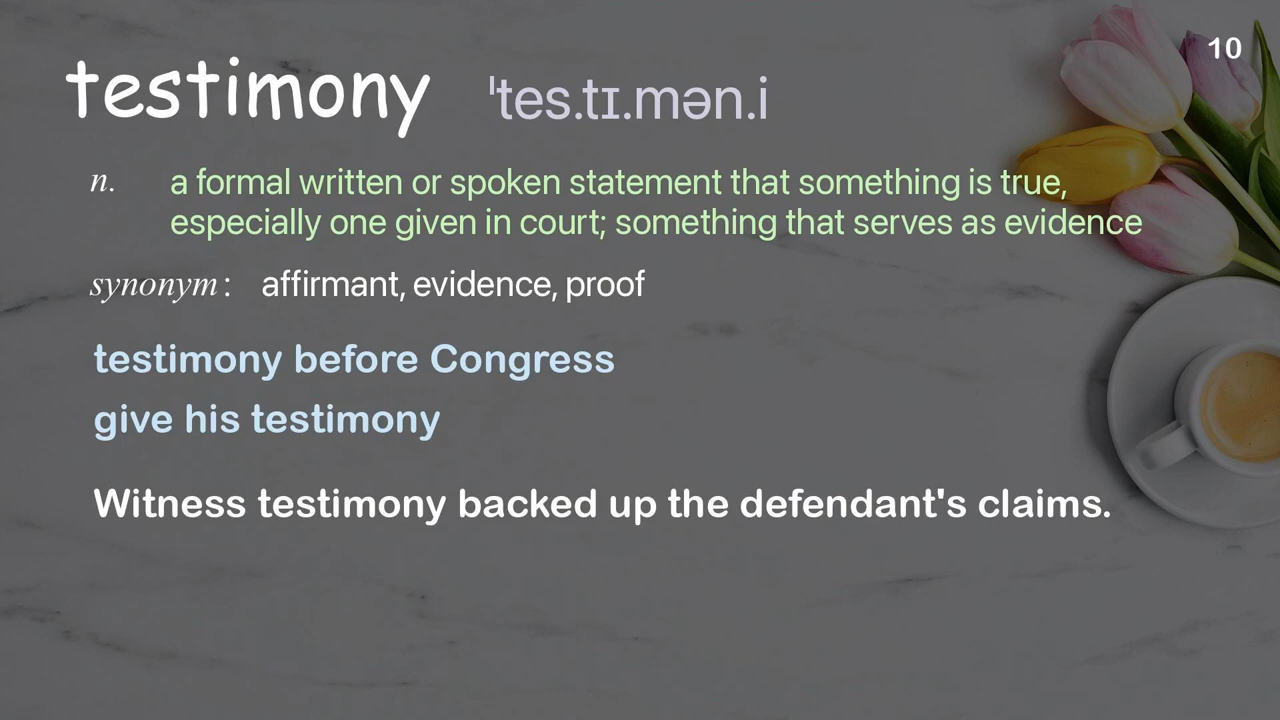 10
testimony ˈtes.tɪ.mən.i
n. a formal written or spoken statement that something is true,
especially one given in court; something that serves as evidence
synonym: affirmant, evidence, proof
testimony before Congress
give his testimony
Witness testimony backed up the defendant's claims.